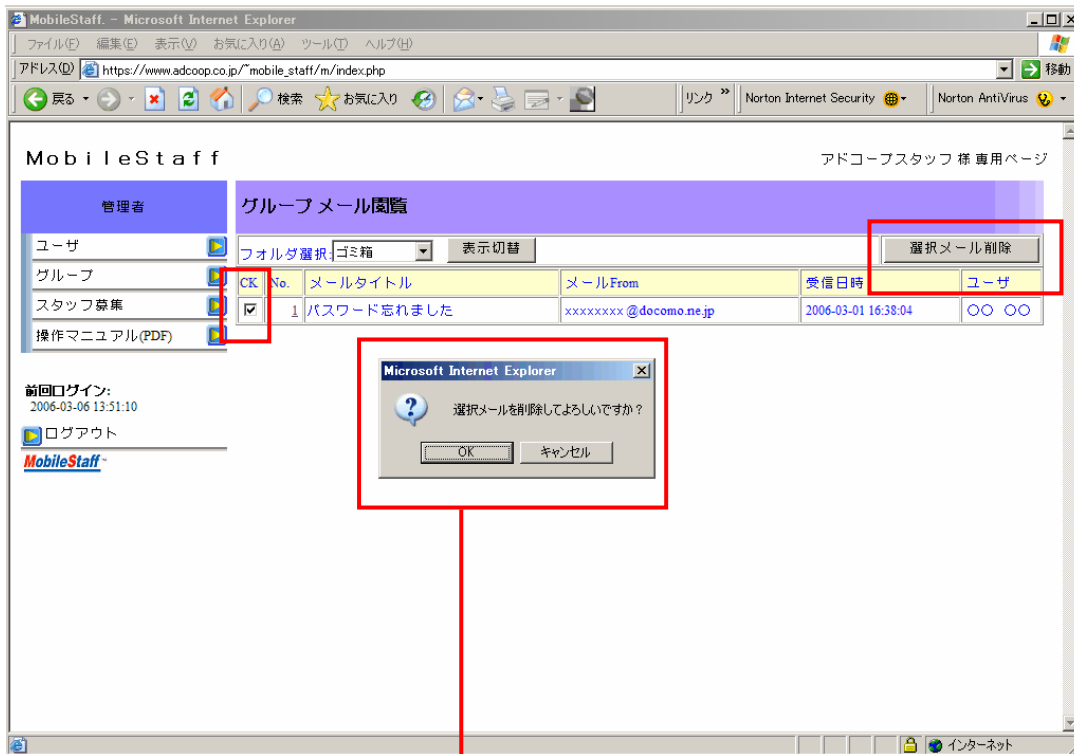 MobileStaff. - Microsoft Internet Explorer
ファイル(F) 編集(E) 表示(V) お気に入り(A) ツール(T) ヘルプ(H)
アドレス(D) https://www.adcoop.co.jp/~mobile_staff/m/index.php 移動
戻る 検索 お気に入り リンク » Norton Internet Security Norton AntiVirus
MobileStaff
アドコープスタッフ 様 専用ページ
管理者
グループ メール閲覧
ユーザ
グループ
スタッフ募集
操作マニュアル(PDF)
フォルダ選択: ゴミ箱 表示切替 選択メール削除
CK No. メールタイトル メールFrom 受信日時 ユーザ
1 パスワード忘れました xxxxxxxx @docomo.ne.jp 2006-03-01 16:38:04 ○○ ○○
前回ログイン:
2006-03-06 13:51:10
ログアウト
MobileStaff
Microsoft Internet Explorer
選択メールを削除してよろしいですか?
OK キャンセル
インターネット